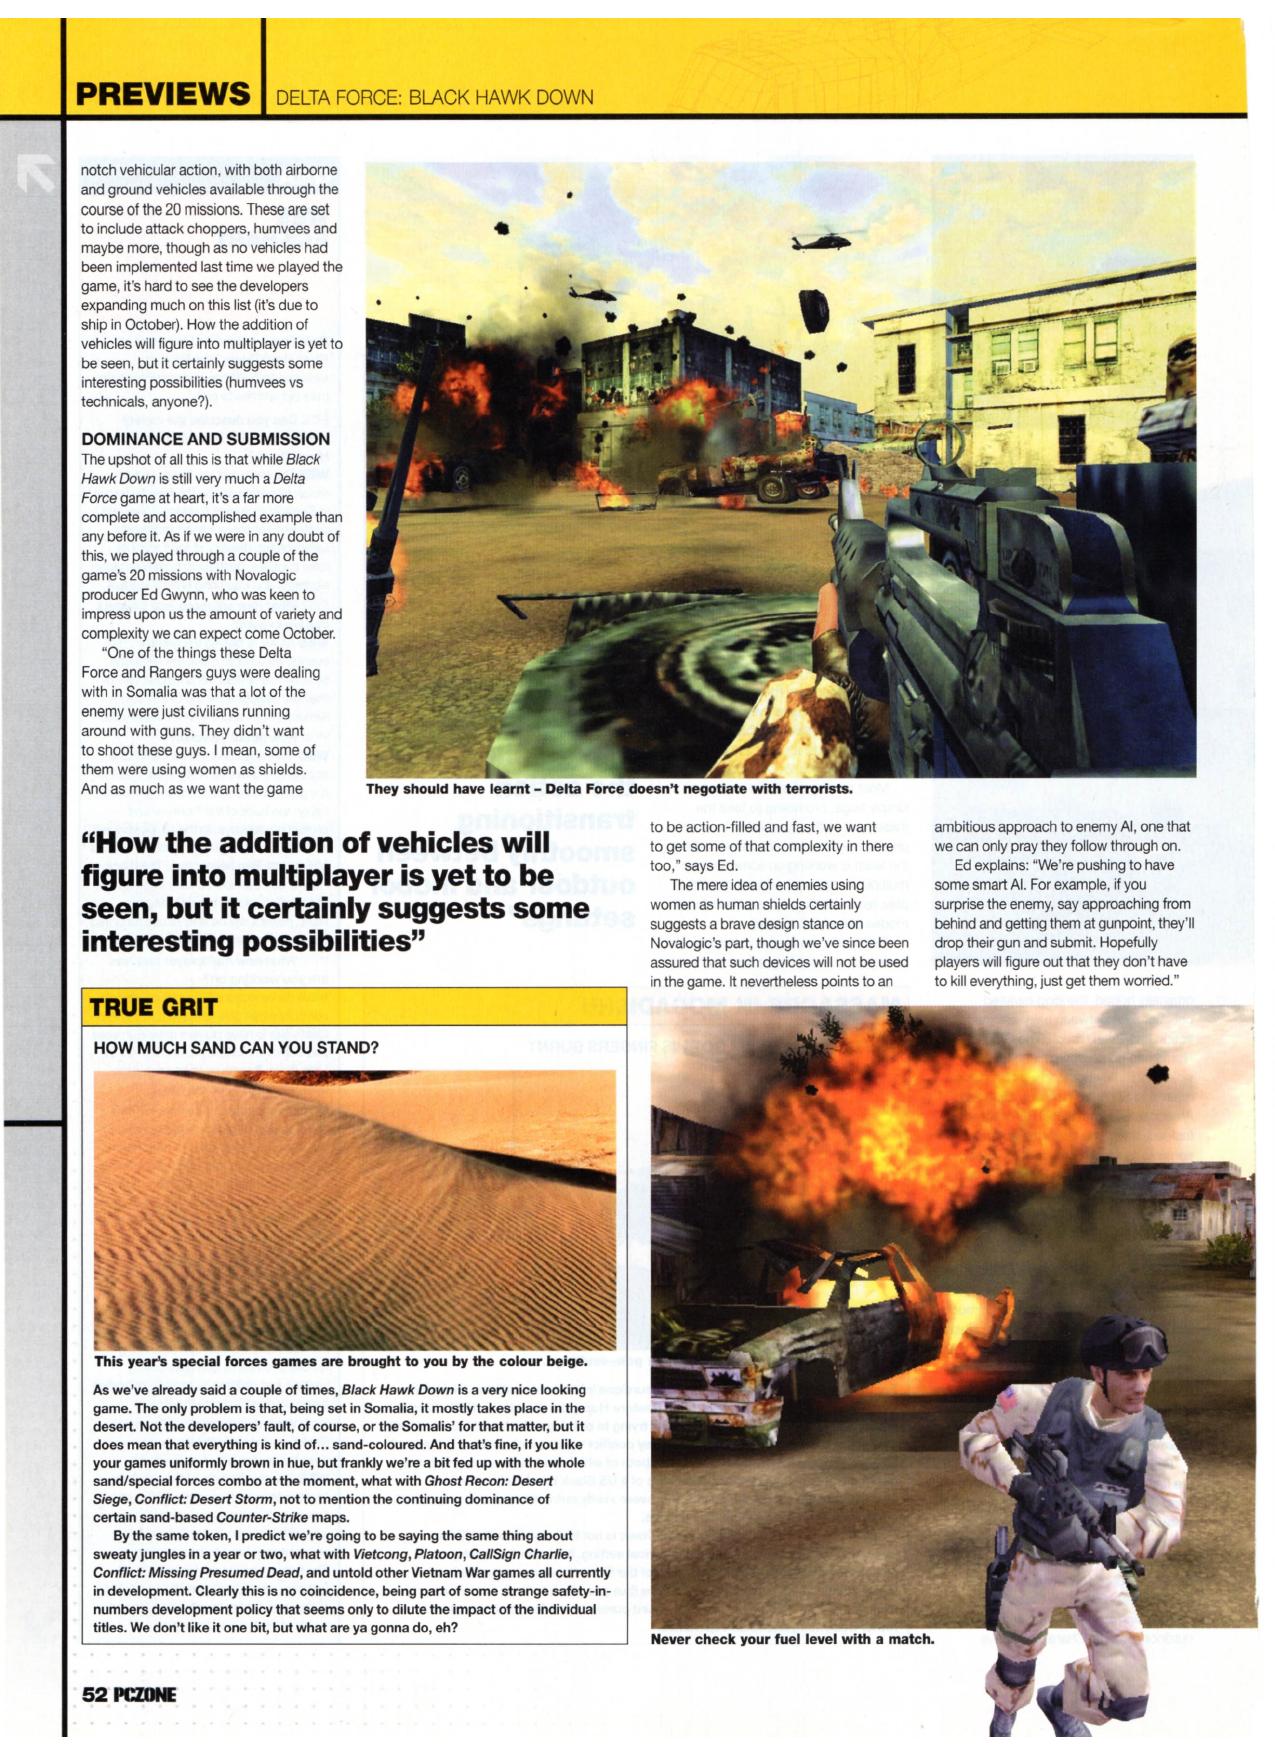 PREVIEWS
DELTA FORCE: BLACK HAWK DOWN
notch vehicular action, with both airborne
and ground vehicles available through the
course of the 20 missions. These are set
to include attack choppers, humvees and
maybe more, though as no vehicles had
been implemented last time we played the
game, it's hard to see the developers
expanding much on this list (it's due to
ship in October). How the addition of
vehicles will figure into multiplayer is yet to
be seen, but it certainly suggests some
interesting possibilities (humvees vs
technicals, anyone?).
DOMINANCE AND SUBMISSION
The upshot of all this is that while Black
Hawk Down is still very much a Delta
Force game at heart, it's a far more
complete and accomplished example than
any before it. As if we were in any doubt of
this, we played through a couple of the
game's 20 missions with Novalogic
producer Ed Gwynn, who was keen to
impress upon us the amount of variety and
complexity we can expect come October.
"One of the things these Delta
Force and Rangers guys were dealing
with in Somalia was that a lot of the
enemy were just civilians running
around with guns. They didn't want
to shoot these guys. I mean, some of
them were using women as shields.
And as much as we want the game
They should have learnt – Delta Force doesn't negotiate with terrorists.
"How the addition of vehicles will
figure into multiplayer is yet to be
seen, but it certainly suggests some
interesting possibilities"
to be action-filled and fast, we want
to get some of that complexity in there
too," says Ed.
The mere idea of enemies using
women as human shields certainly
suggests a brave design stance on
Novalogic's part, though we've since been
assured that such devices will not be used
in the game. It nevertheless points to an
ambitious approach to enemy AI, one that
we can only pray they follow through on.
Ed explains: "We're pushing to have
some smart AI. For example, if you
surprise the enemy, say approaching from
behind and getting them at gunpoint, they'll
drop their gun and submit. Hopefully
players will figure out that they don't have
to kill everything, just get them worried."
TRUE GRIT
HOW MUCH SAND CAN YOU STAND?
This year's special forces games are brought to you by the colour beige.
As we've already said a couple of times, Black Hawk Down is a very nice looking
game. The only problem is that, being set in Somalia, it mostly takes place in the
desert. Not the developers' fault, of course, or the Somalis' for that matter, but it
does mean that everything is kind of... sand-coloured. And that's fine, if you like
your games uniformly brown in hue, but frankly we're a bit fed up with the whole
sand/special forces combo at the moment, what with Ghost Recon: Desert
Siege, Conflict: Desert Storm, not to mention the continuing dominance of
certain sand-based Counter-Strike maps.
By the same token, I predict we're going to be saying the same thing about
sweaty jungles in a year or two, what with Vietcong, Platoon, CallSign Charlie,
Conflict: Missing Presumed Dead, and untold other Vietnam War games all currently
in development. Clearly this is no coincidence, being part of some strange safety-in-
numbers development policy that seems only to dilute the impact of the individual
titles. We don't like it one bit, but what are ya gonna do, eh?
Never check your fuel level with a match.
52 PCZONE